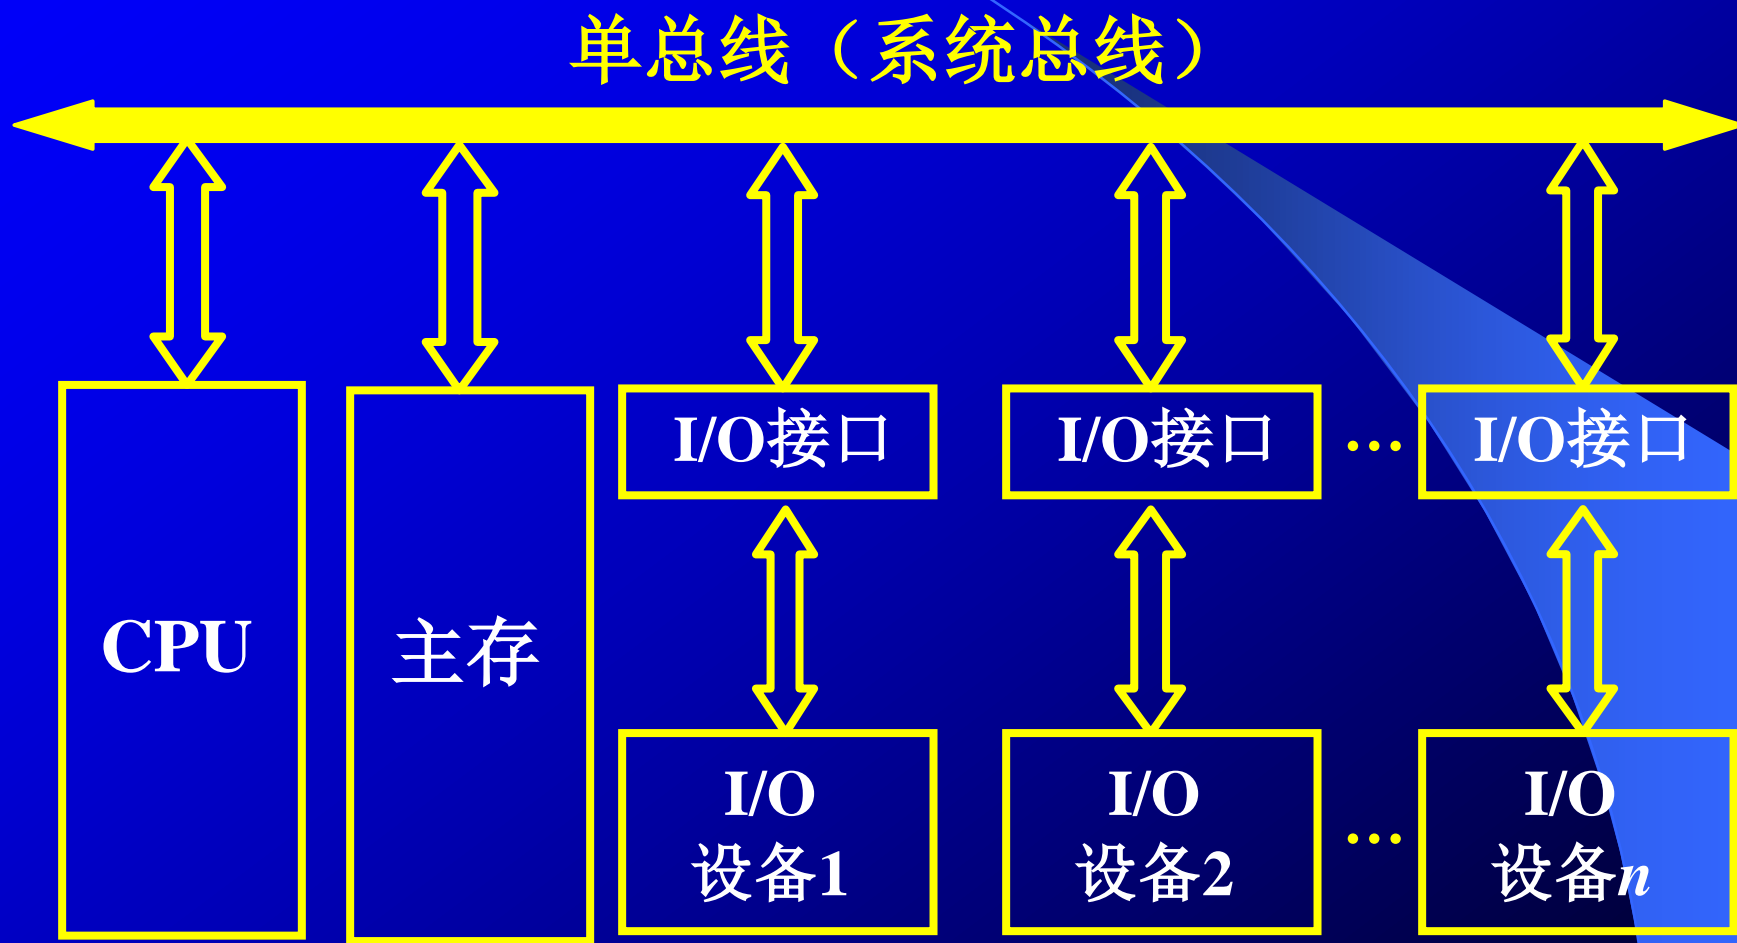 单总线（系统总线）
I/O接口
I/O接口
…
I/O接口
CPU
主存
I/O
设备1
I/O
设备2
…
I/O
设备n